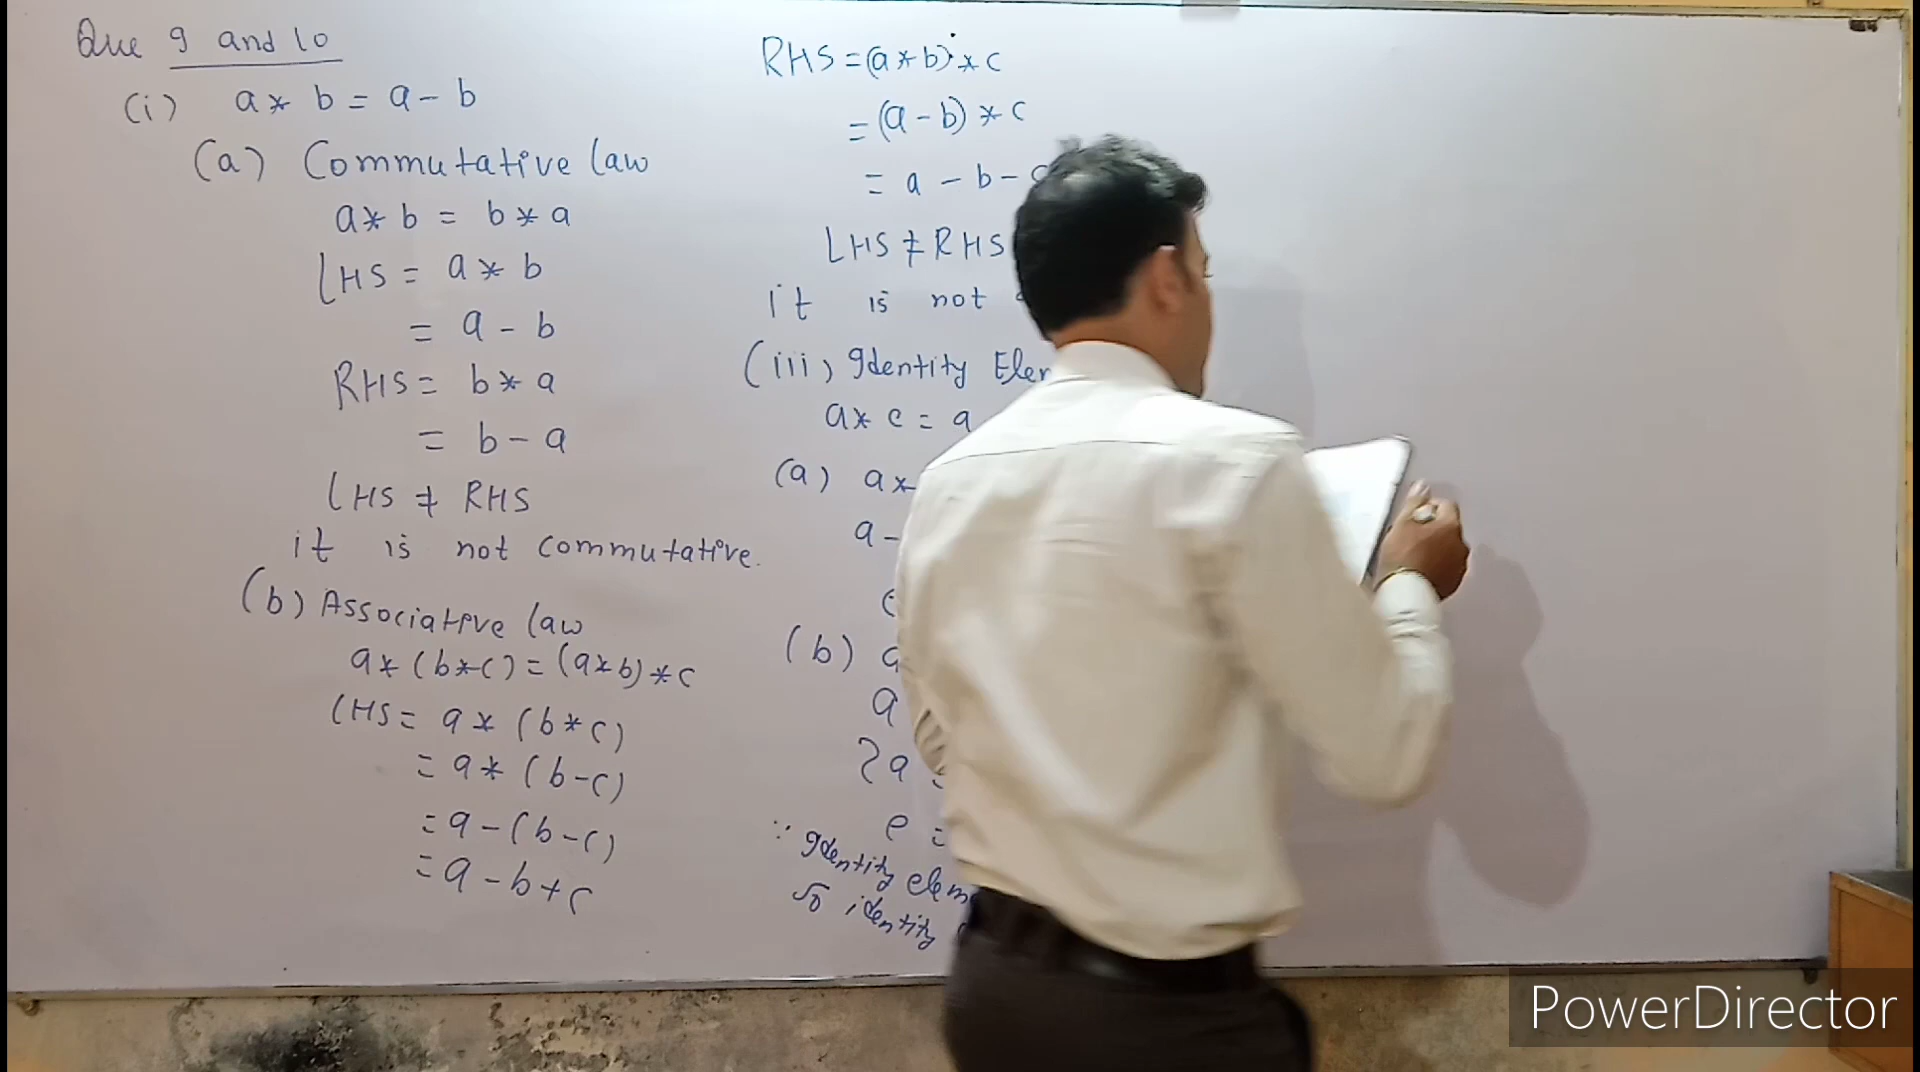 Que 9 and 10
(i) a * b = a - b
(a) Commutative law
a * b = b * a
LHS = a * b
= a - b
RHS = b * a
= b - a
LHS ≠ RHS
it is not commutative.
(b) Associative law
a * (b * c) = (a * b) * c
LHS = a * (b * c)
= a * (b - c)
= a - (b - c)
= a - b + c
RHS = (a * b) * c
= (a - b) * c
= a - b - c
LHS ≠ RHS
it is not
(iii) Identity
a * e = a
(a) a *
a -
e
(b) a
a
2a =
e =
∵ Identity
identity
PowerDirector